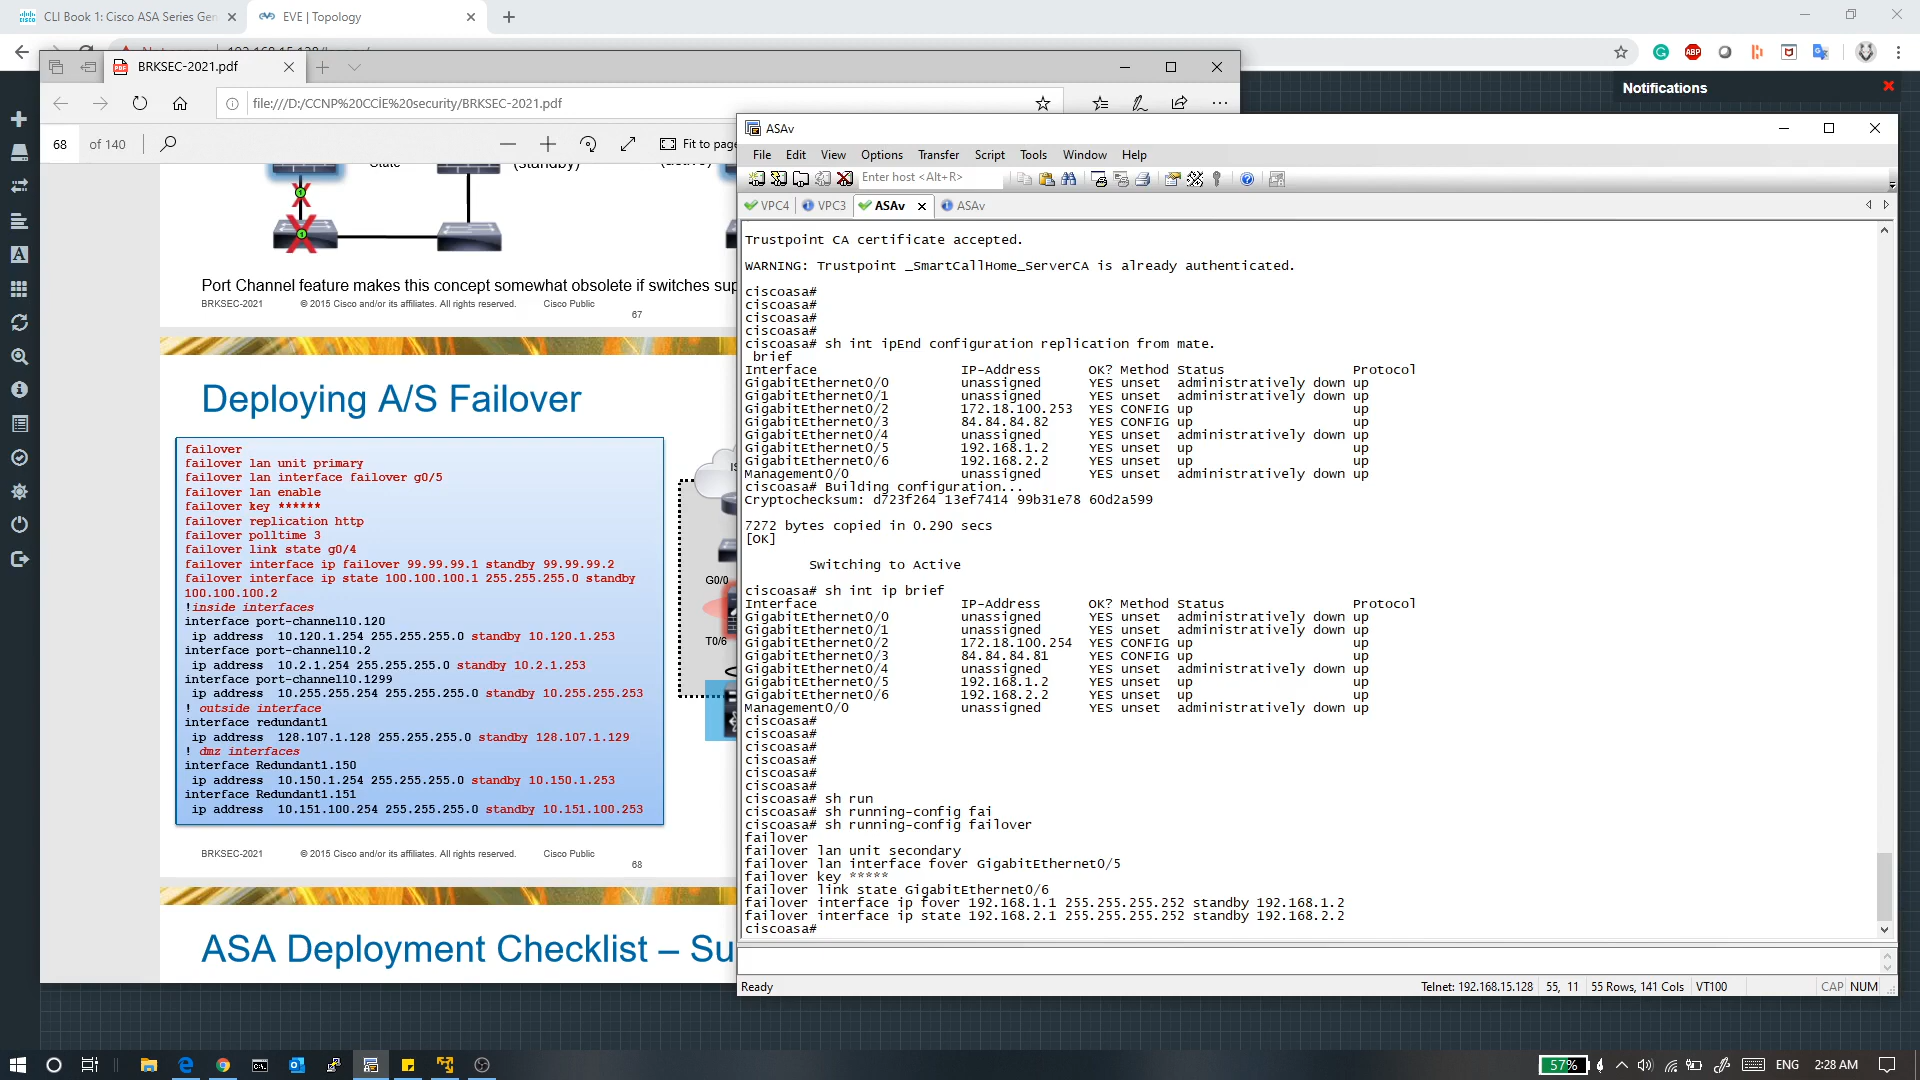 CLI Book 1: Cisco ASA Series Gen
EVE | Topology
BRKSEC-2021.pdf
Notifications
file:///D:/CCNP%20CCİE%20security/BRKSEC-2021.pdf
68 of 140
Fit to page
State
(standby)
Port Channel feature makes this concept somewhat obsolete if switches sup
BRKSEC-2021 © 2015 Cisco and/or its affiliates. All rights reserved. Cisco Public
67
Deploying A/S Failover
failover
failover lan unit primary
failover lan interface failover g0/5
failover lan enable
failover key ******
failover replication http
failover polltime 3
failover link state g0/4
failover interface ip failover 99.99.99.1 standby 99.99.99.2
failover interface ip state 100.100.100.1 255.255.255.0 standby
100.100.100.2
!inside interfaces
interface port-channel10.120
ip address 10.120.1.254 255.255.255.0 standby 10.120.1.253
interface port-channel10.2
ip address 10.2.1.254 255.255.255.0 standby 10.2.1.253
interface port-channel10.1299
ip address 10.255.255.254 255.255.255.0 standby 10.255.255.253
! outside interface
interface redundant1
ip address 128.107.1.128 255.255.255.0 standby 128.107.1.129
! dmz interfaces
interface Redundant1.150
ip address 10.150.1.254 255.255.255.0 standby 10.150.1.253
interface Redundant1.151
ip address 10.151.100.254 255.255.255.0 standby 10.151.100.253
G0/0
T0/6
BRKSEC-2021 © 2015 Cisco and/or its affiliates. All rights reserved. Cisco Public
68
ASA Deployment Checklist – Su
ASAv
File Edit View Options Transfer Script Tools Window Help
Enter host <Alt+R>
VPC4 VPC3 ASAv ASAv
Trustpoint CA certificate accepted.
WARNING: Trustpoint _SmartCallHome_ServerCA is already authenticated.
ciscoasa#
ciscoasa#
ciscoasa#
ciscoasa#
ciscoasa# sh int ipEnd configuration replication from mate.
brief
Interface IP-Address OK? Method Status Protocol
GigabitEthernet0/0 unassigned YES unset administratively down up
GigabitEthernet0/1 unassigned YES unset administratively down up
GigabitEthernet0/2 172.18.100.253 YES CONFIG up up
GigabitEthernet0/3 84.84.84.82 YES CONFIG up up
GigabitEthernet0/4 unassigned YES unset administratively down up
GigabitEthernet0/5 192.168.1.2 YES unset up up
GigabitEthernet0/6 192.168.2.2 YES unset up up
Management0/0 unassigned YES unset administratively down up
ciscoasa# Building configuration...
Cryptochecksum: d723f264 13ef7414 99b31e78 60d2a599
7272 bytes copied in 0.290 secs
[OK]
Switching to Active
ciscoasa# sh int ip brief
Interface IP-Address OK? Method Status Protocol
GigabitEthernet0/0 unassigned YES unset administratively down up
GigabitEthernet0/1 unassigned YES unset administratively down up
GigabitEthernet0/2 172.18.100.254 YES CONFIG up up
GigabitEthernet0/3 84.84.84.81 YES CONFIG up up
GigabitEthernet0/4 unassigned YES unset administratively down up
GigabitEthernet0/5 192.168.1.2 YES unset up up
GigabitEthernet0/6 192.168.2.2 YES unset up up
Management0/0 unassigned YES unset administratively down up
ciscoasa#
ciscoasa#
ciscoasa#
ciscoasa#
ciscoasa#
ciscoasa#
ciscoasa# sh run
ciscoasa# sh running-config fai
ciscoasa# sh running-config failover
failover
failover lan unit secondary
failover lan interface fover GigabitEthernet0/5
failover key *****
failover link state GigabitEthernet0/6
failover interface ip fover 192.168.1.1 255.255.255.252 standby 192.168.1.2
failover interface ip state 192.168.2.1 255.255.255.252 standby 192.168.2.2
ciscoasa#
Ready
Telnet: 192.168.15.128 55, 11 55 Rows, 141 Cols VT100 CAP NUM
57% ENG 2:28 AM